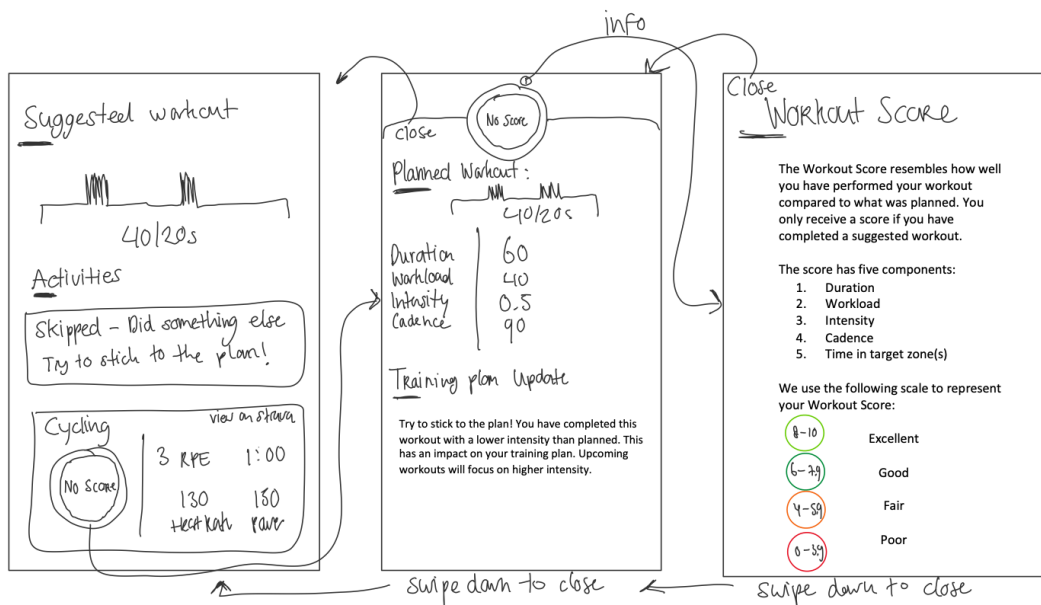 info
Suggested workout
40/20s
Activities
Skipped - Did something else
Try to stick to the plan!
Cycling
view on strava
No Score
3 RPE 1:00
130 150
Heart Rate Power
No Score
close
Planned Workout:
40/20s
Duration 60
Workload 40
Intensity 0.5
Cadence 90
Training plan Update
Try to stick to the plan! You have completed this
workout with a lower intensity than planned. This
has an impact on your training plan. Upcoming
workouts will focus on higher intensity.
swipe down to close
Close
Workout Score
The Workout Score resembles how well
you have performed your workout
compared to what was planned. You
only receive a score if you have
completed a suggested workout.
The score has five components:
1. Duration
2. Workload
3. Intensity
4. Cadence
5. Time in target zone(s)
We use the following scale to represent
your Workout Score:
8-10 Excellent
6-7.9 Good
4-5.9 Fair
0-3.9 Poor
swipe down to close